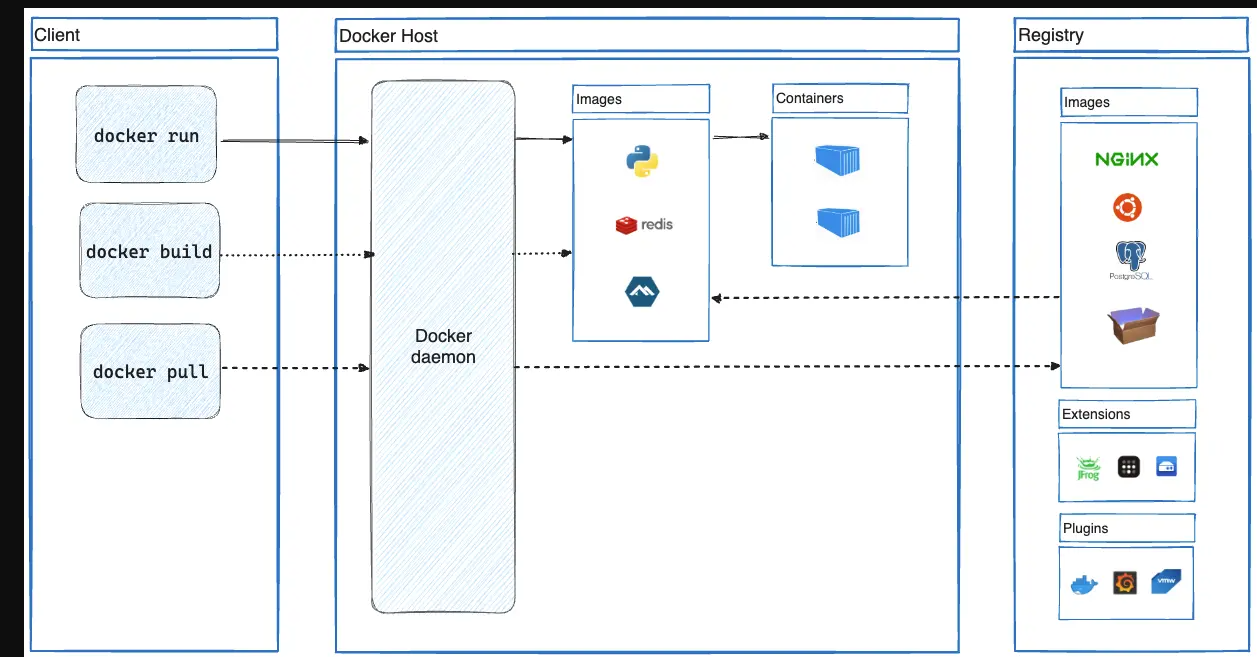 Client
docker run
docker build
docker pull
Docker Host
Docker
daemon
Images
redis
Containers
Registry
Images
NGINX
PostgreSQL
Extensions
JFrog
Plugins
vmw